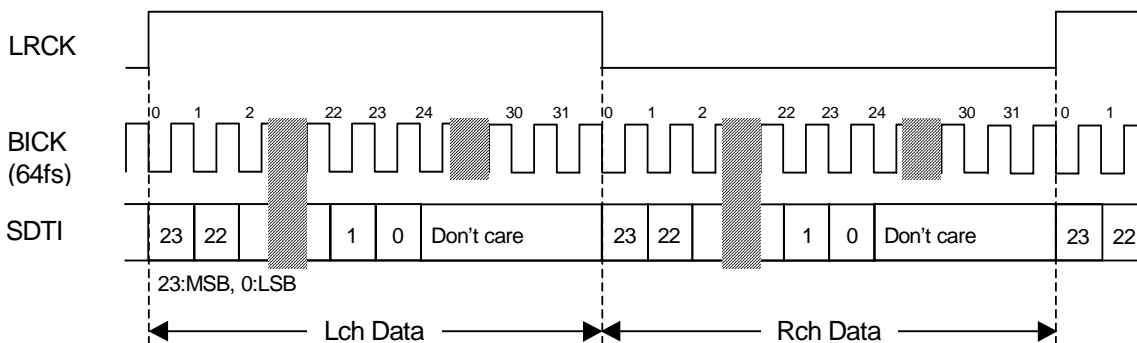 LRCK
0 1 2 22 23 24 30 31 0 1 2 22 23 24 30 31 0 1
BICK
(64fs)
SDTI 23 22 1 0 Don't care 23 22 1 0 Don't care 23 22
23:MSB, 0:LSB
Lch Data Rch Data